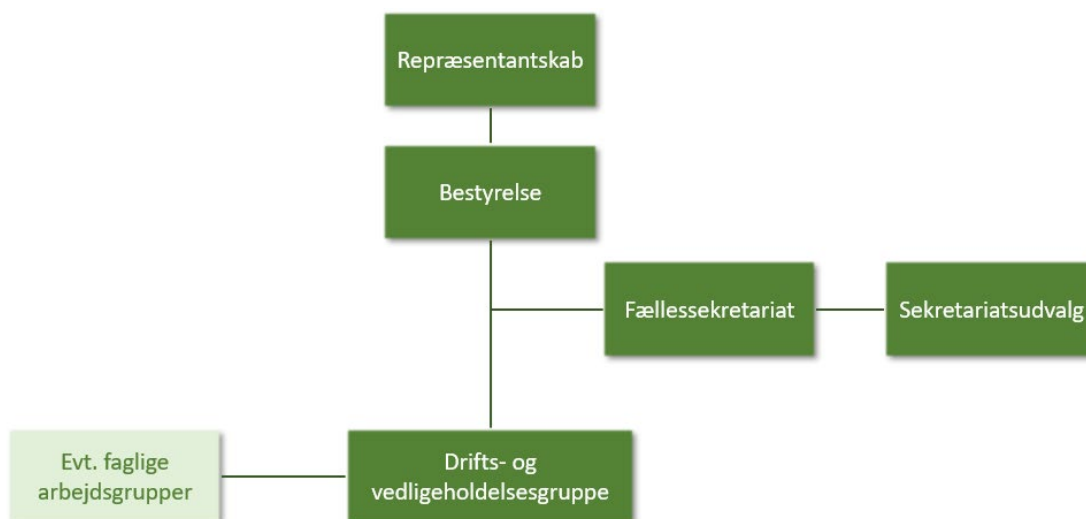 Repræsentantskab
Bestyrelse
Fællessekretariat
Sekretariatsudvalg
Evt. faglige
arbejdsgrupper
Drifts- og
vedligeholdelsesgruppe